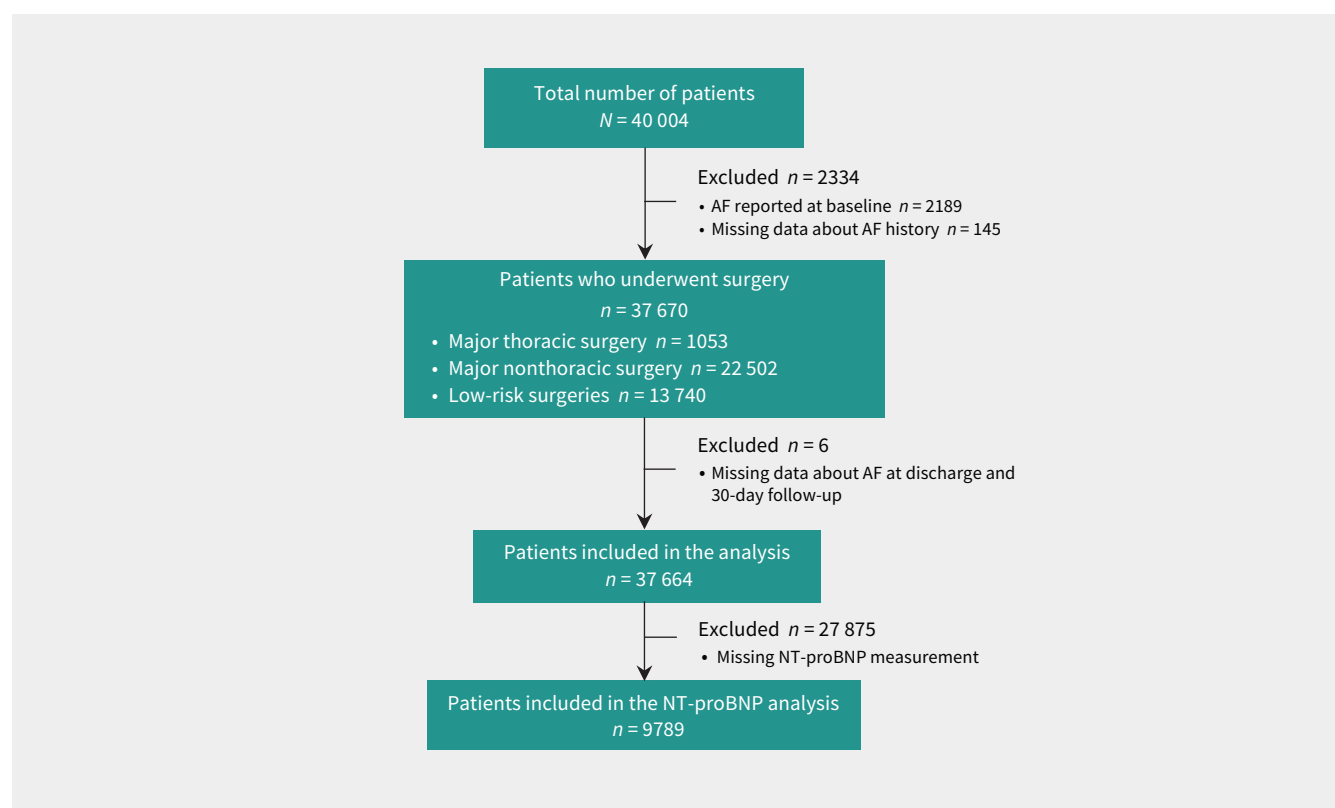 Total number of patients
N = 40 004
Excluded n = 2334
• AF reported at baseline n = 2189
• Missing data about AF history n = 145
Patients who underwent surgery
n = 37 670
• Major thoracic surgery n = 1053
• Major nonthoracic surgery n = 22 502
• Low-risk surgeries n = 13 740
Excluded n = 6
• Missing data about AF at discharge and
30-day follow-up
Patients included in the analysis
n = 37 664
Excluded n = 27 875
• Missing NT-proBNP measurement
Patients included in the NT-proBNP analysis
n = 9789